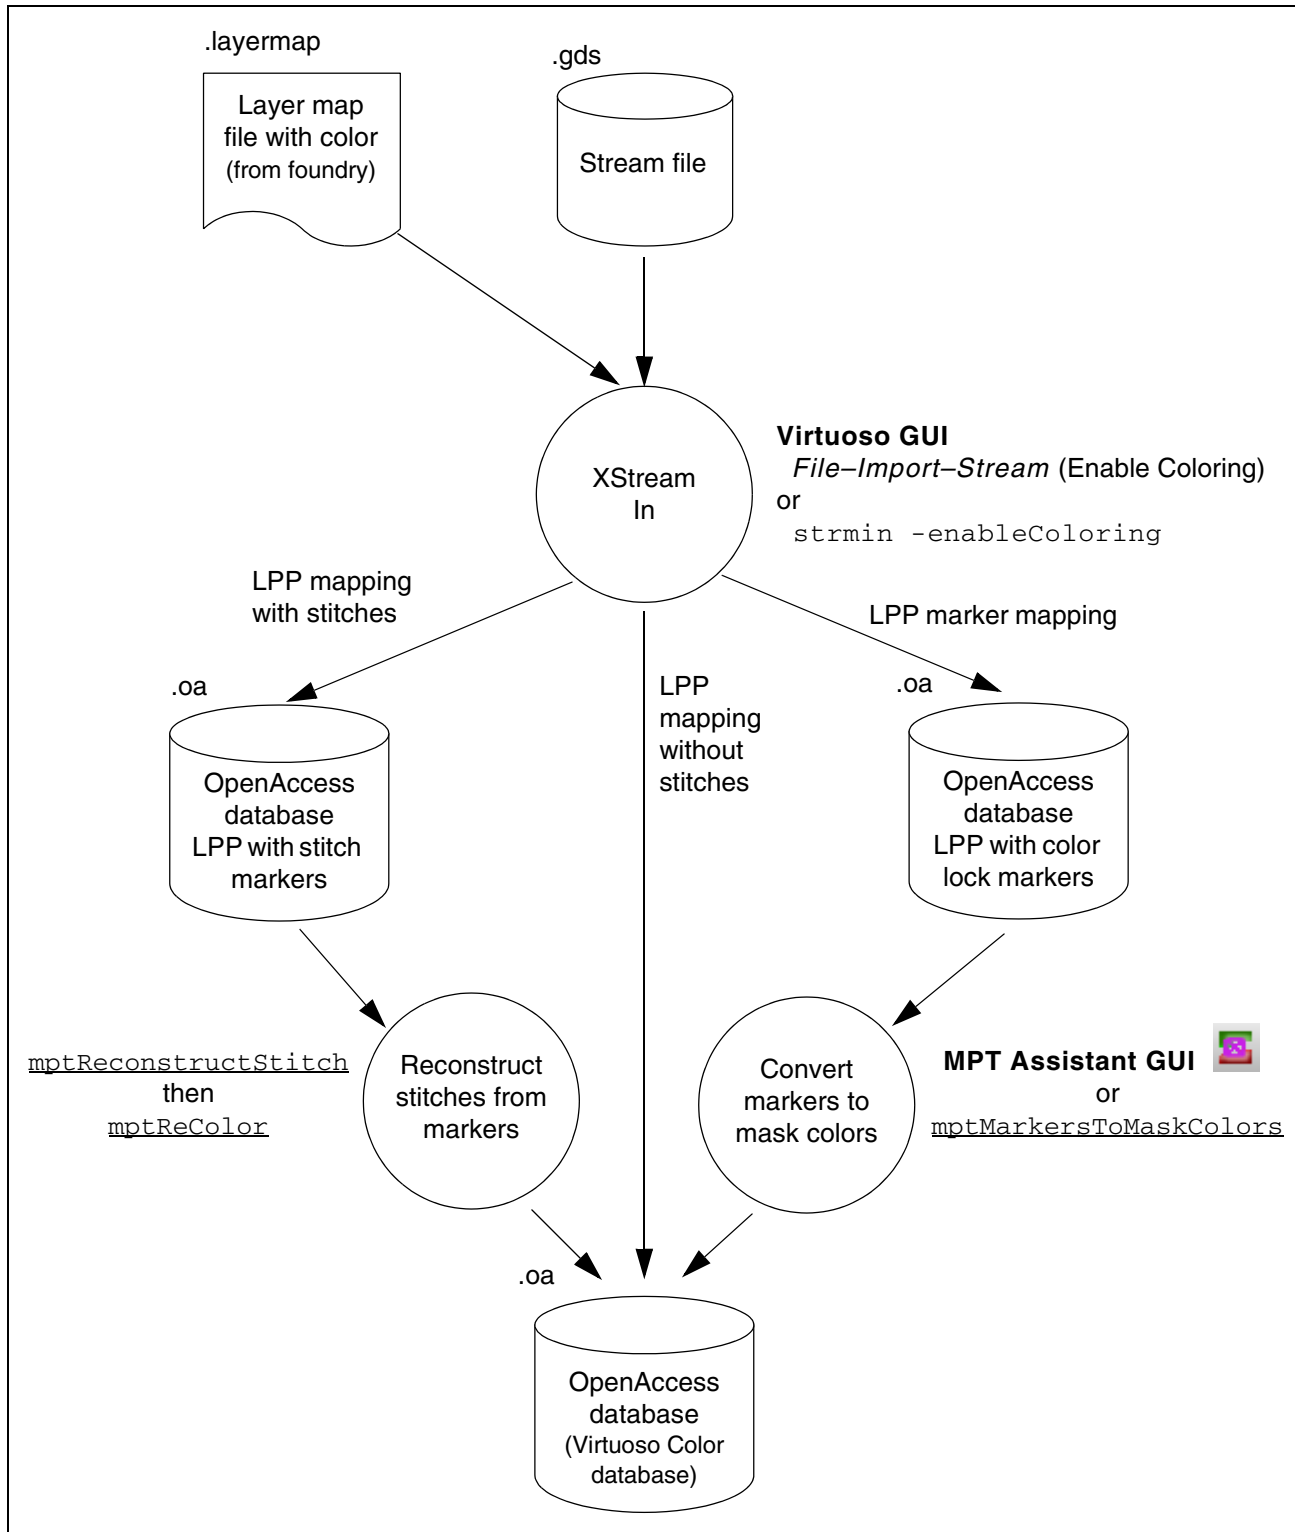 .layermap
Layer map
file with color
(from foundry)
.gds
Stream file
XStream
In
Virtuoso GUI
File–Import–Stream (Enable Coloring)
or
strmin -enableColoring
LPP mapping
with stitches
LPP marker mapping
LPP
mapping
without
stitches
.oa
OpenAccess
database
LPP with stitch
markers
.oa
OpenAccess
database
LPP with color
lock markers
mptReconstructStitch
then
mptReColor
Reconstruct
stitches from
markers
Convert
markers to
mask colors
MPT Assistant GUI
or
mptMarkersToMaskColors
.oa
OpenAccess
database
(Virtuoso Color
database)